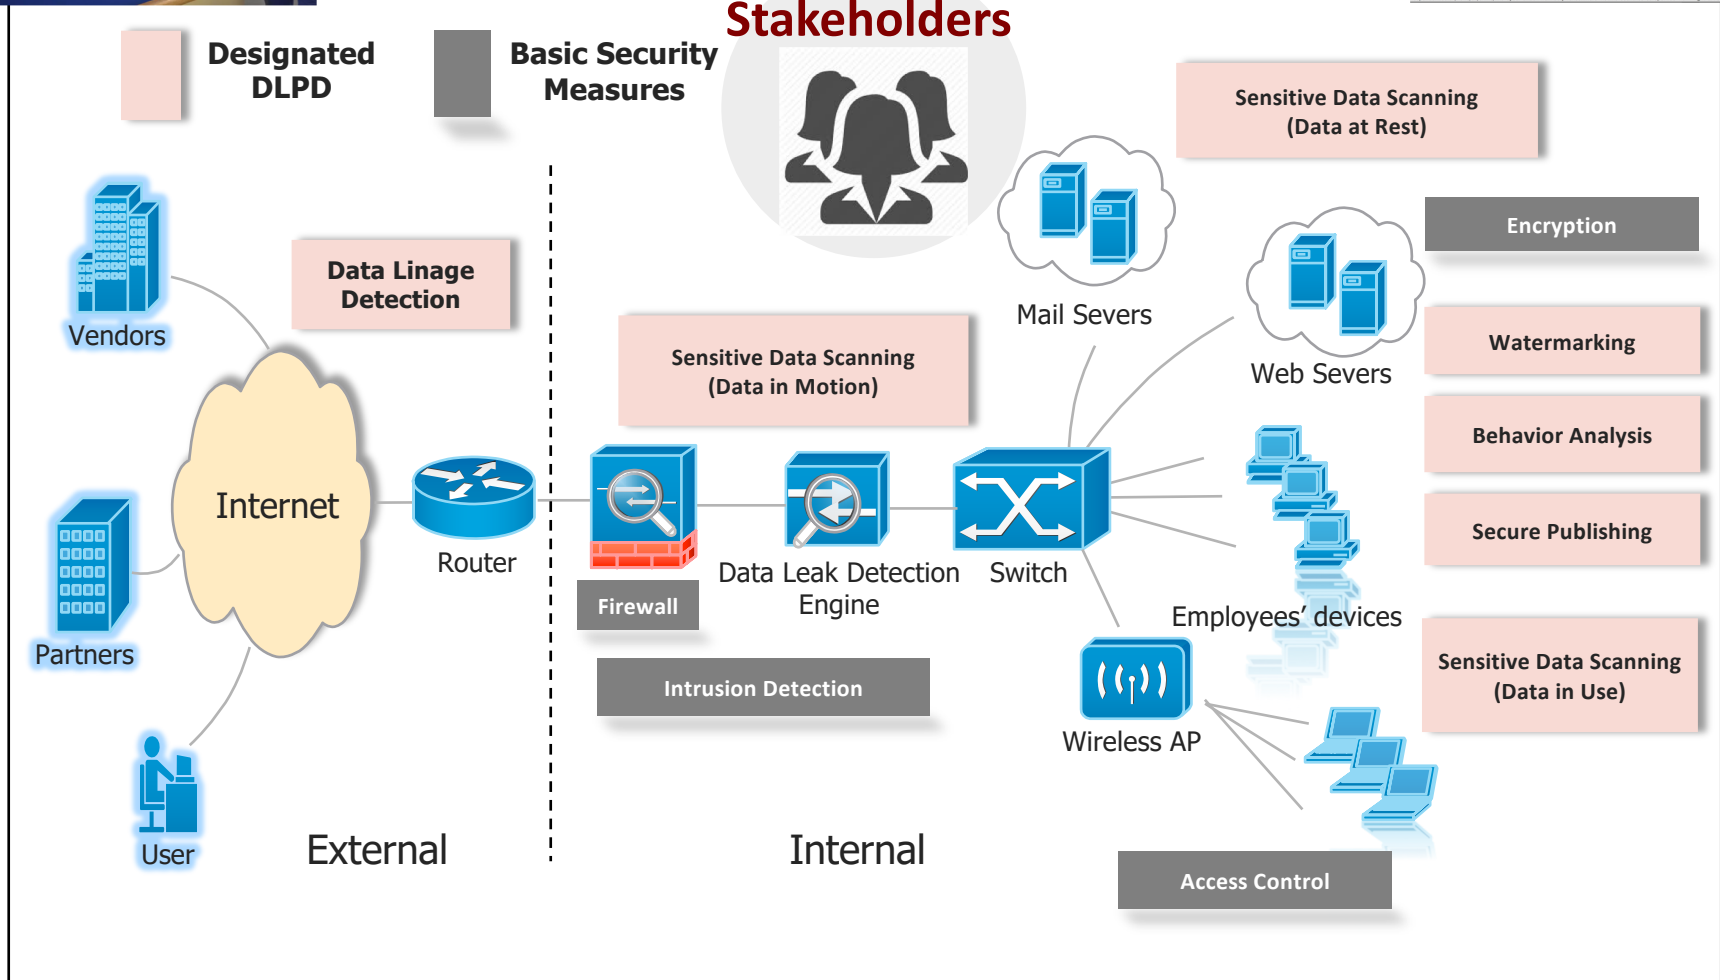 Stakeholders
Designated
DLPD
Basic Security
Measures
Sensitive Data Scanning
(Data at Rest)
Encryption
Data Linage
Detection
Vendors
Mail Severs
Sensitive Data Scanning
(Data in Motion)
Web Severs
Watermarking
Behavior Analysis
Internet
Router
Secure Publishing
Data Leak Detection
Engine
Switch
Firewall
Employees’ devices
Partners
Intrusion Detection
Sensitive Data Scanning
(Data in Use)
Wireless AP
User
External
Internal
Access Control